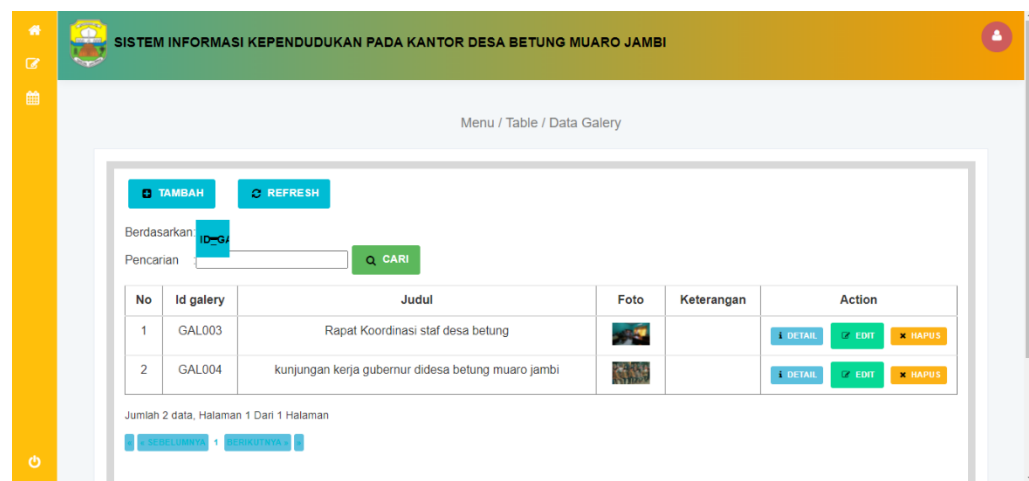 SISTEM INFORMASI KEPENDUDUKAN PADA KANTOR DESA BETUNG MUARO JAMBI
Menu / Table / Data Galery
TAMBAH REFRESH
Berdasarkan:
Pencarian : CARI
No Id galery Judul Foto Keterangan Action
1 GAL003 Rapat Koordinasi staf desa betung DETAIL EDIT HAPUS
2 GAL004 kunjungan kerja gubernur didesa betung muaro jambi DETAIL EDIT HAPUS
Jumlah 2 data, Halaman 1 Dari 1 Halaman
« « SEBELUMNYA 1 BERIKUTNYA » »